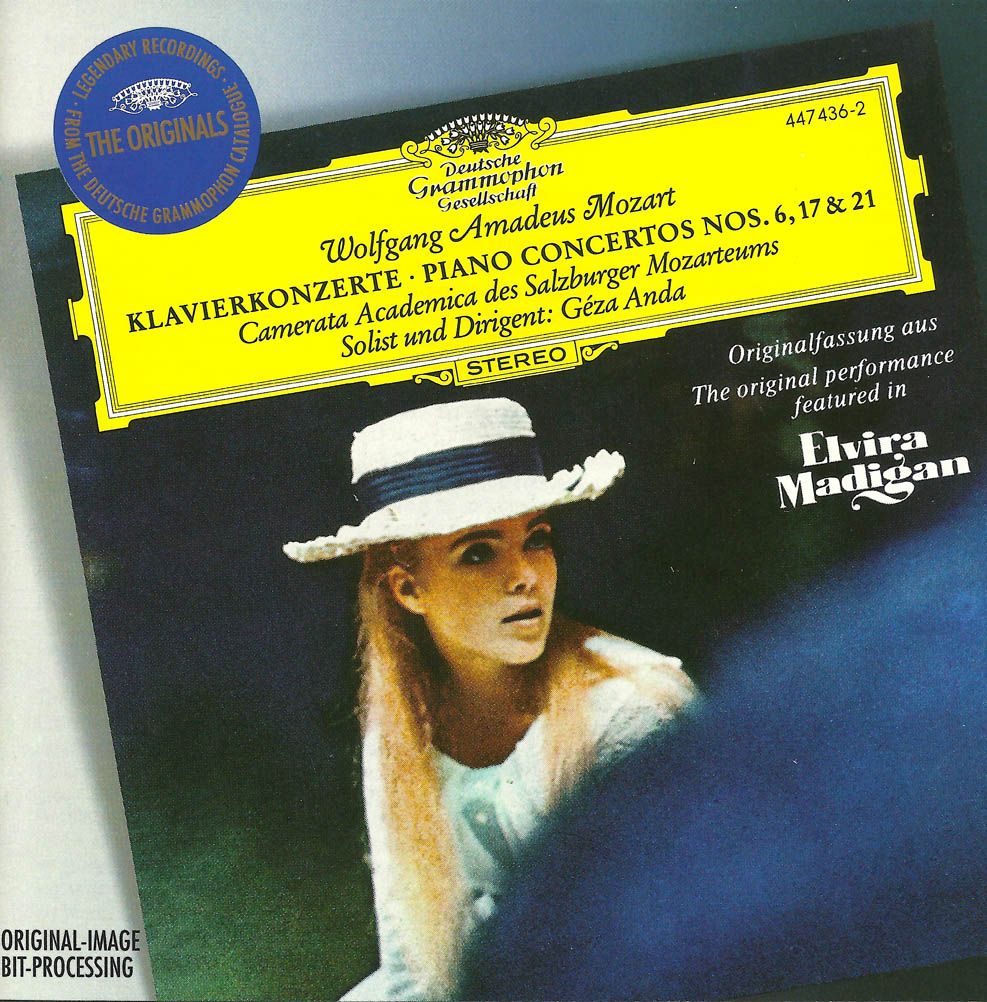 LEGENDARY RECORDINGS ·
FROM THE DEUTSCHE GRAMMOPHON CATALOGUE ·
THE ORIGINALS
447 436-2
Deutsche
Grammophon
Gesellschaft
Wolfgang Amadeus Mozart
KLAVIERKONZERTE · PIANO CONCERTOS NOS. 6, 17 & 21
Camerata Academica des Salzburger Mozarteums
Solist und Dirigent: Géza Anda
STEREO
Originalfassung aus
The original performance
featured in
Elvira
Madigan
ORIGINAL-IMAGE
BIT-PROCESSING